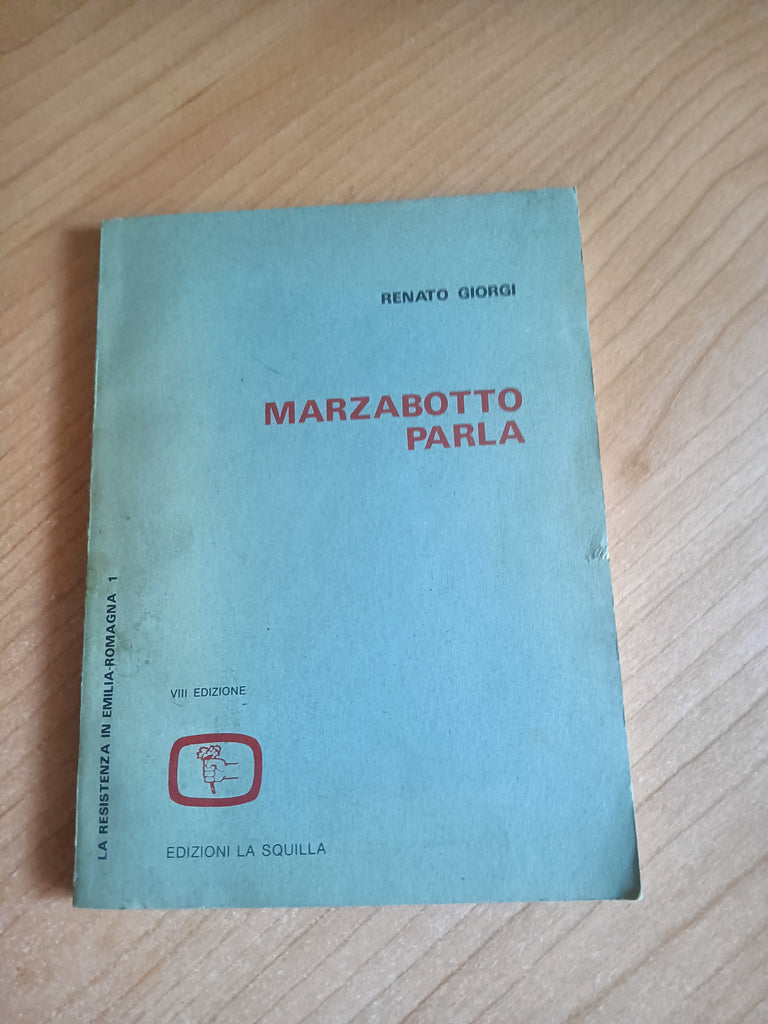 RENATO GIORGI
MARZABOTTO
PARLA
LA RESISTENZA IN EMILIA-ROMAGNA 1
VIII EDIZIONE
EDIZIONI LA SQUILLA